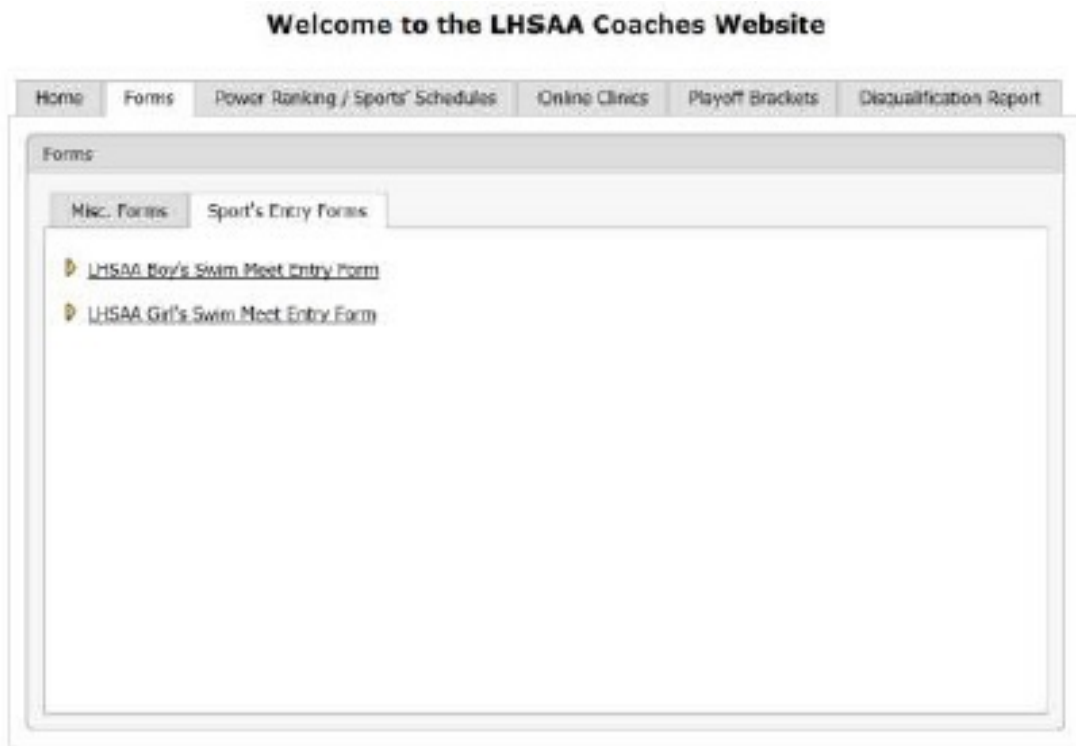 Welcome to the LHSAA Coaches Website
Home Forms Power Ranking / Sports' Schedules Online Clinics Playoff Brackets Disqualification Report
Forms
Misc. Forms Sport's Entry Forms
LHSAA Boy's Swim Meet Entry Form
LHSAA Girl's Swim Meet Entry Form